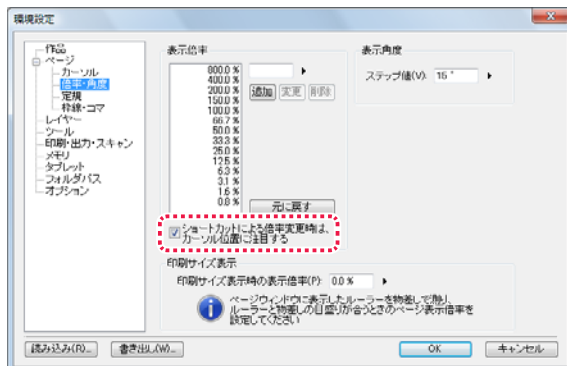 環境設定
作品
ページ
カーソル
倍率・角度
定規
枠線・コマ
レイヤー
ツール
印刷・出力・スキャン
メモリ
タブレット
フォルダパス
オプション
表示倍率
800.0 %
400.0 %
200.0 %
150.0 %
100.0 %
66.7 %
50.0 %
33.3 %
25.0 %
12.5 %
6.3 %
3.1 %
1.6 %
0.8 %
追加 変更 削除
元に戻す
ショートカットによる倍率変更時は、
カーソル位置に注目する
表示角度
ステップ値(V): 15 °
印刷サイズ表示
印刷サイズ表示時の表示倍率(P): 0.0 %
ページウィンドウに表示したルーラーを物差しで測り、
ルーラーと物差しの目盛りが合うときのページ表示倍率を
設定してください
読み込み(R)... 書き出し(W)... OK キャンセル